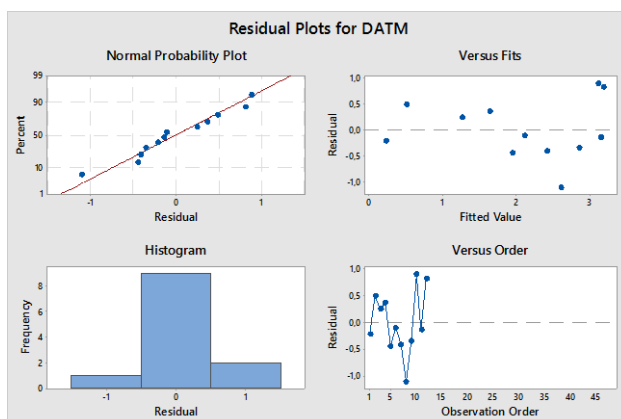 Residual Plots for DATM
Normal Probability Plot
99
90
50
10
1
Percent
-1 0 1
Residual
Versus Fits
1,0
0,5
0,0
-0,5
-1,0
Residual
0 1 2 3
Fitted Value
Histogram
8
6
4
2
0
Frequency
-1 0 1
Residual
Versus Order
1,0
0,5
0,0
-0,5
-1,0
Residual
1 5 10 15 20 25 30 35 40 45
Observation Order